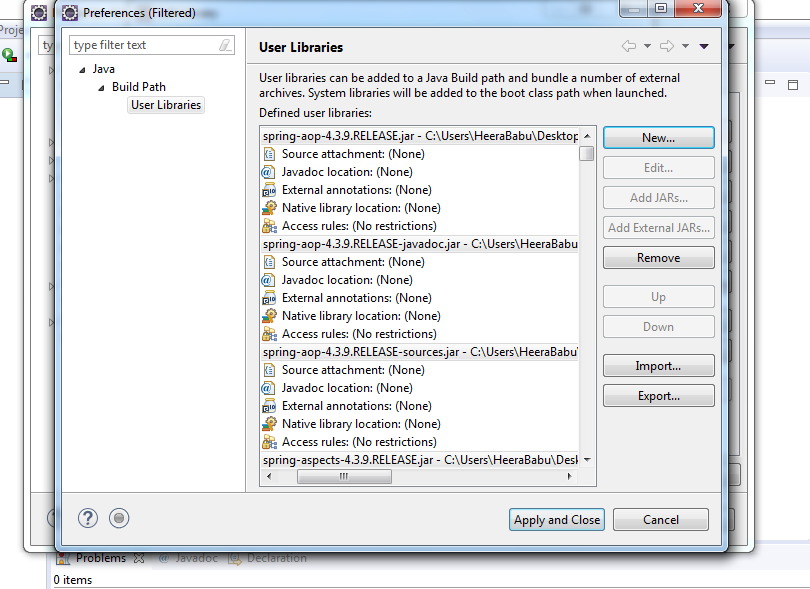 Preferences (Filtered)
Proje
ty
type filter text
Java
Build Path
User Libraries
User Libraries
User libraries can be added to a Java Build path and bundle a number of external
archives. System libraries will be added to the boot class path when launched.
Defined user libraries:
spring-aop-4.3.9.RELEASE.jar - C:\Users\HeeraBabu\Desktop
Source attachment: (None)
Javadoc location: (None)
External annotations: (None)
Native library location: (None)
Access rules: (No restrictions)
spring-aop-4.3.9.RELEASE-javadoc.jar - C:\Users\HeeraBabu
Source attachment: (None)
Javadoc location: (None)
External annotations: (None)
Native library location: (None)
Access rules: (No restrictions)
spring-aop-4.3.9.RELEASE-sources.jar - C:\Users\HeeraBabu\
Source attachment: (None)
Javadoc location: (None)
External annotations: (None)
Native library location: (None)
Access rules: (No restrictions)
spring-aspects-4.3.9.RELEASE.jar - C:\Users\HeeraBabu\Desk
New...
Edit...
Add JARs...
Add External JARs...
Remove
Up
Down
Import...
Export...
Apply and Close
Cancel
Problems
Javadoc
Declaration
0 items